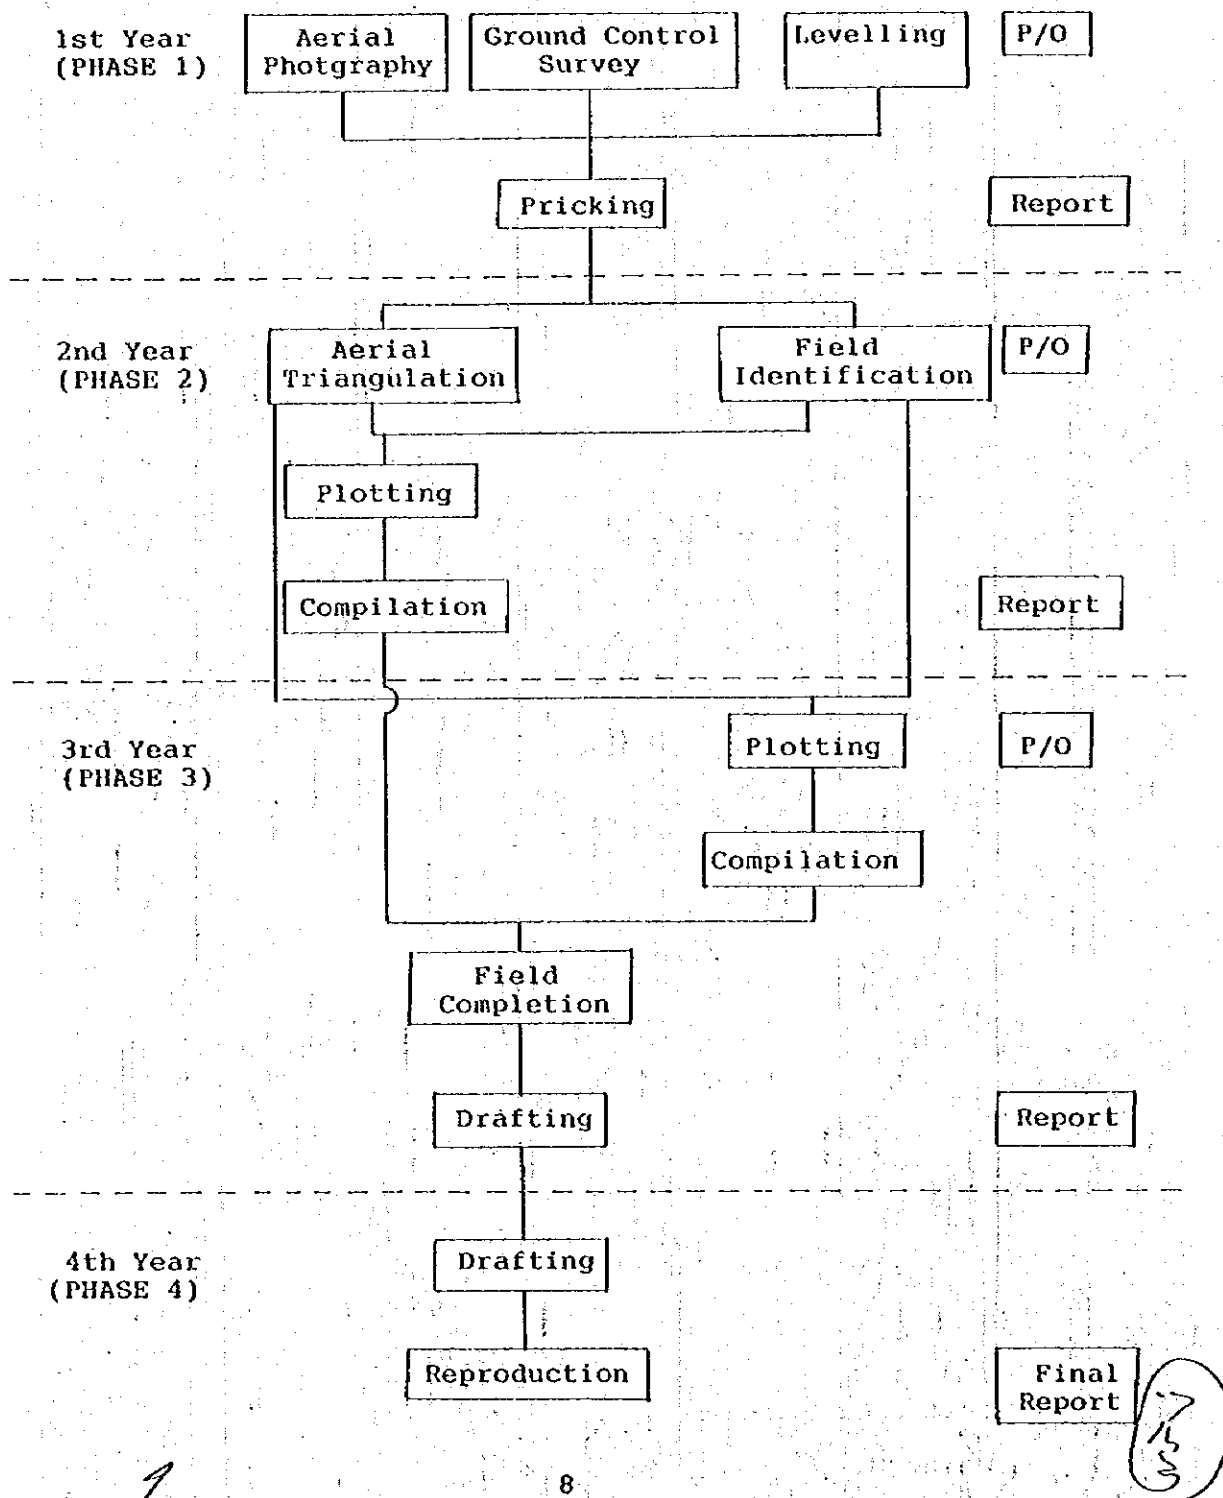 1st Year
(PHASE 1)
Aerial
Photgraphy
Ground Control
Survey
Levelling
P/O
Pricking
Report
2nd Year
(PHASE 2)
Aerial
Triangulation
Field
Identification
P/O
Plotting
Compilation
Report
3rd Year
(PHASE 3)
Plotting
P/O
Compilation
Field
Completion
Drafting
Report
4th Year
(PHASE 4)
Drafting
Reproduction
Final
Report
8